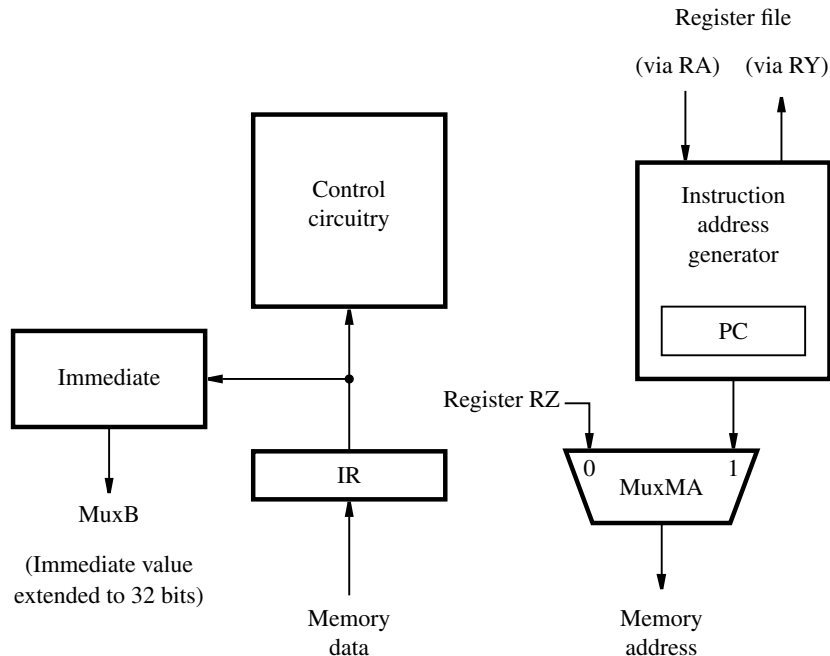 Register file
(via RA)
(via RY)
Control
circuitry
Instruction
address
generator
PC
Immediate
Register RZ
IR
0
1
MuxMA
MuxB
(Immediate value
extended to 32 bits)
Memory
data
Memory
address